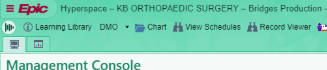 Epic Hyperspace – KB ORTHOPAEDIC SURGERY – Bridges Production –
Learning Library DMO Chart View Schedules Record Viewer
Management Console